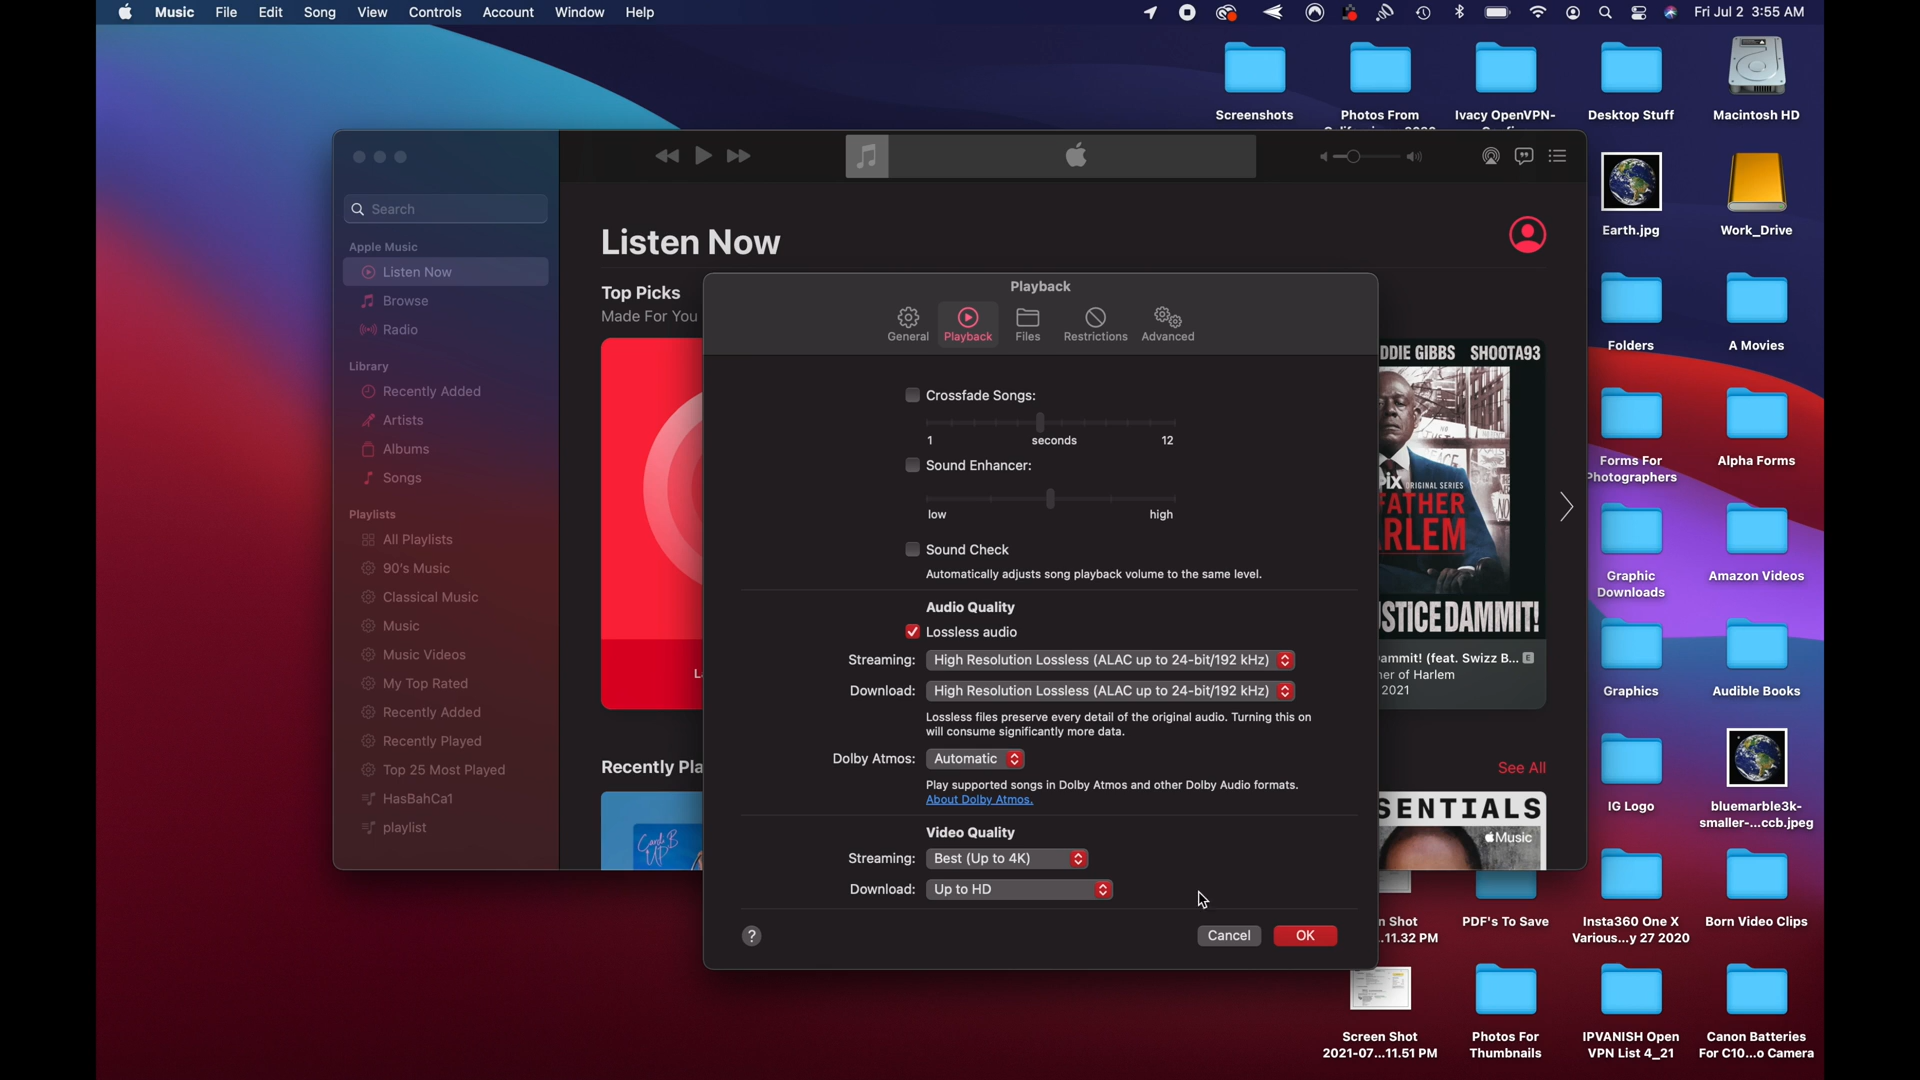 Music File Edit Song View Controls Account Window Help
Fri Jul 2 3:55 AM
Screenshots
Photos From
Ivacy OpenVPN-
Desktop Stuff
Macintosh HD
Search
Apple Music
Listen Now
Browse
Radio
Library
Recently Added
Artists
Albums
Songs
Playlists
All Playlists
90's Music
Classical Music
Music
Music Videos
My Top Rated
Recently Added
Recently Played
Top 25 Most Played
HasBahCa1
playlist
Listen Now
Top Picks
Made For You
Recently Pla
See All
Playback
General Playback Files Restrictions Advanced
Crossfade Songs:
1 seconds 12
Sound Enhancer:
low high
Sound Check
Automatically adjusts song playback volume to the same level.
Audio Quality
Lossless audio
Streaming: High Resolution Lossless (ALAC up to 24-bit/192 kHz)
Download: High Resolution Lossless (ALAC up to 24-bit/192 kHz)
Lossless files preserve every detail of the original audio. Turning this on
will consume significantly more data.
Dolby Atmos: Automatic
Play supported songs in Dolby Atmos and other Dolby Audio formats.
About Dolby Atmos.
Video Quality
Streaming: Best (Up to 4K)
Download: Up to HD
?
Cancel OK
DDIE GIBBS SHOOTA93
PIX ORIGINAL SERIES
FATHER
RLEM
STICE DAMMIT!
ammit! (feat. Swizz B... E
er of Harlem
2021
SENTIALS
Music
Cardi B
UP
Earth.jpg
Work_Drive
Folders
A Movies
Forms For
Photographers
Alpha Forms
Graphic
Downloads
Amazon Videos
Graphics
Audible Books
IG Logo
bluemarble3k-
smaller-...ccb.jpeg
n Shot
.11.32 PM
PDF's To Save
Insta360 One X
Various...y 27 2020
Born Video Clips
Screen Shot
2021-07...11.51 PM
Photos For
Thumbnails
IPVANISH Open
VPN List 4_21
Canon Batteries
For C10...o Camera